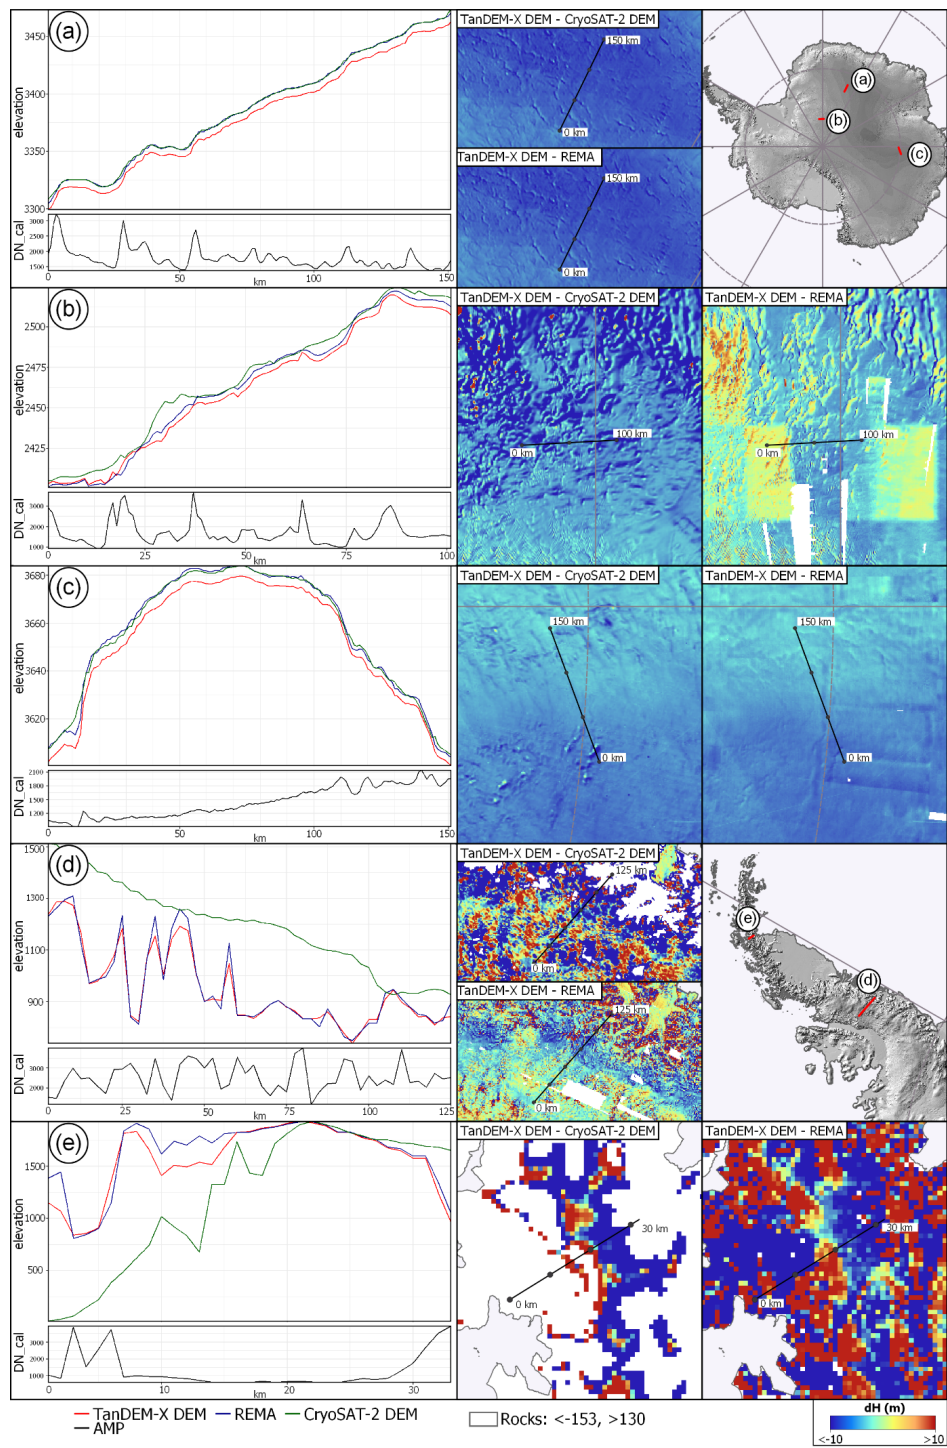 (a)
elevation
3450
3400
3350
3300
DN_cal
3000
2500
2000
1500
0 50 100 150
km
TanDEM-X DEM - CryoSAT-2 DEM
150 km
0 km
TanDEM-X DEM - REMA
150 km
0 km
(a)
(b)
(c)
(b)
elevation
2500
2475
2450
2425
DN_cal
3000
2000
1000
0 25 50 75 100
km
TanDEM-X DEM - CryoSAT-2 DEM
0 km
100 km
TanDEM-X DEM - REMA
0 km
100 km
(c)
elevation
3680
3660
3640
3620
DN_cal
2100
1800
1500
1200
0 50 100 150
km
TanDEM-X DEM - CryoSAT-2 DEM
150 km
0 km
TanDEM-X DEM - REMA
150 km
0 km
(d)
elevation
1500
1300
1100
900
DN_cal
3000
2000
0 25 50 75 100 125
km
TanDEM-X DEM - CryoSAT-2 DEM
125 km
0 km
TanDEM-X DEM - REMA
125 km
0 km
(e)
(d)
(e)
elevation
1500
1000
500
DN_cal
3000
2000
1000
0 10 20 30
km
TanDEM-X DEM - CryoSAT-2 DEM
30 km
0 km
TanDEM-X DEM - REMA
30 km
0 km
TanDEM-X DEM REMA CryoSAT-2 DEM
AMP
Rocks: <-153, >130
dH (m)
<-10 >10